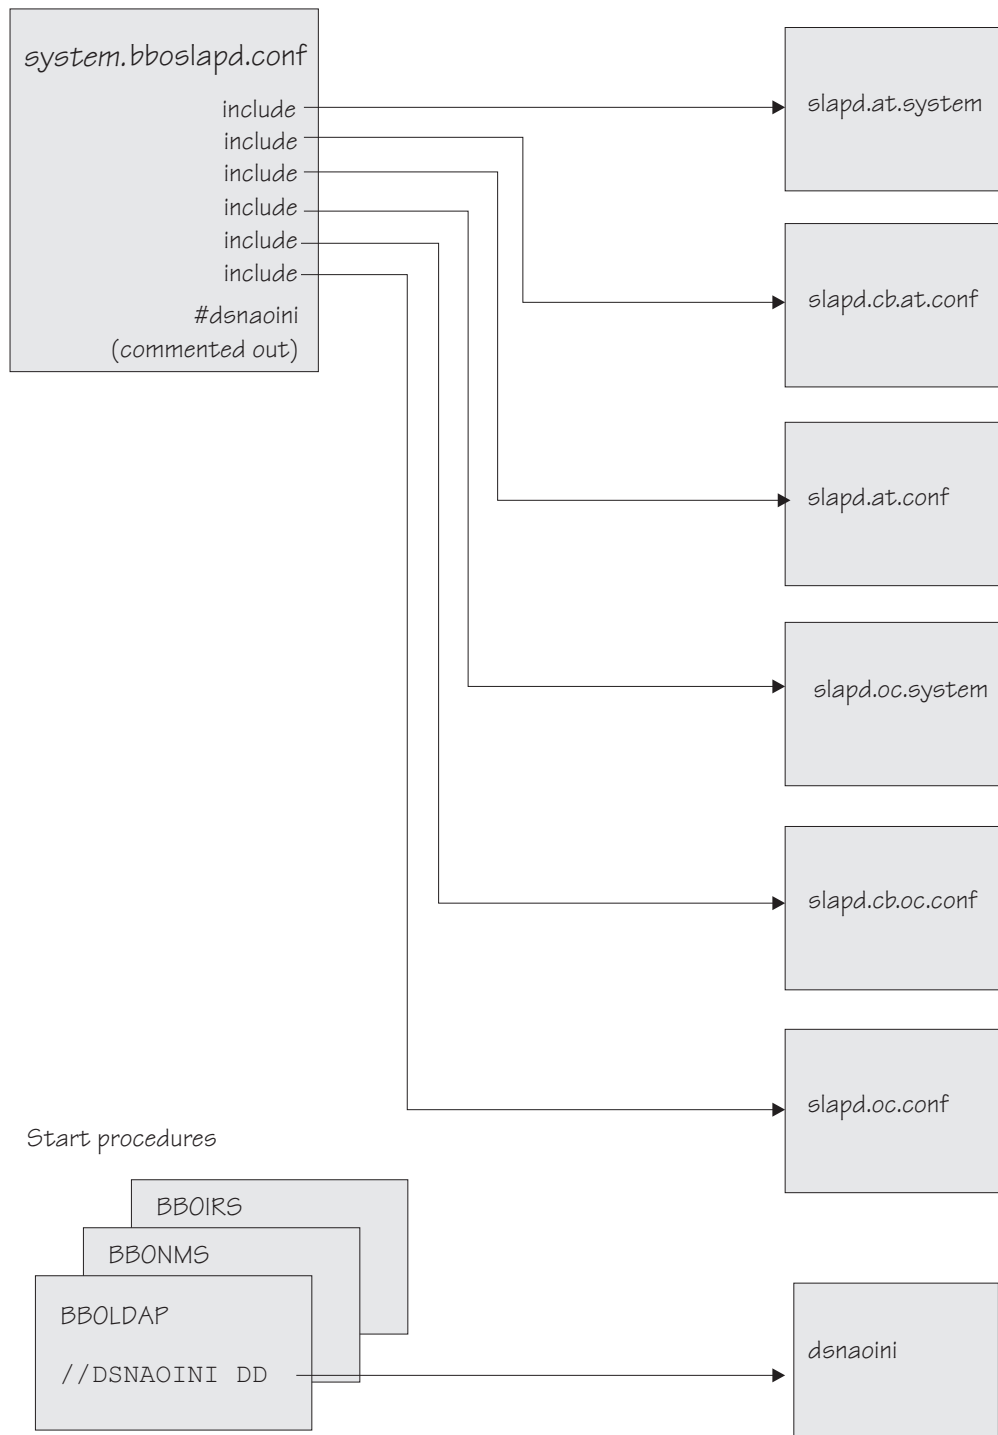 system.bboslapd.conf
include
include
include
include
include
include
#dsnaoini
(commented out)
slapd.at.system
slapd.cb.at.conf
slapd.at.conf
slapd.oc.system
slapd.cb.oc.conf
slapd.oc.conf
Start procedures
BBOIRS
BBONMS
BBOLDAP
//DSNAOINI DD
dsnaoini